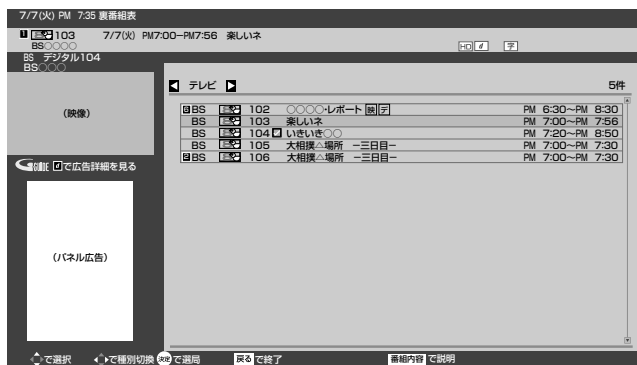 7/7(火) PM 7:35 裏番組表
1 103 7/7(火) PM7:00−PM7:56 楽しいネ
BS○○○○
HD d 字
BS デジタル104
BS○○○
テレビ 5件
(映像)
BS 102 ○○○○・レポート 映デ PM 6:30〜PM 8:30
BS 103 楽しいネ PM 7:00〜PM 7:56
BS 104 いきいき○○ PM 7:20〜PM 8:50
BS 105 大相撲△場所 −三日目− PM 7:00〜PM 7:30
BS 106 大相撲△場所 −三日目− PM 7:00〜PM 7:30
GUIDE dで広告詳細を見る
(パネル広告)
で選択 で種別切換 決定で選局 戻るで終了 番組内容で説明